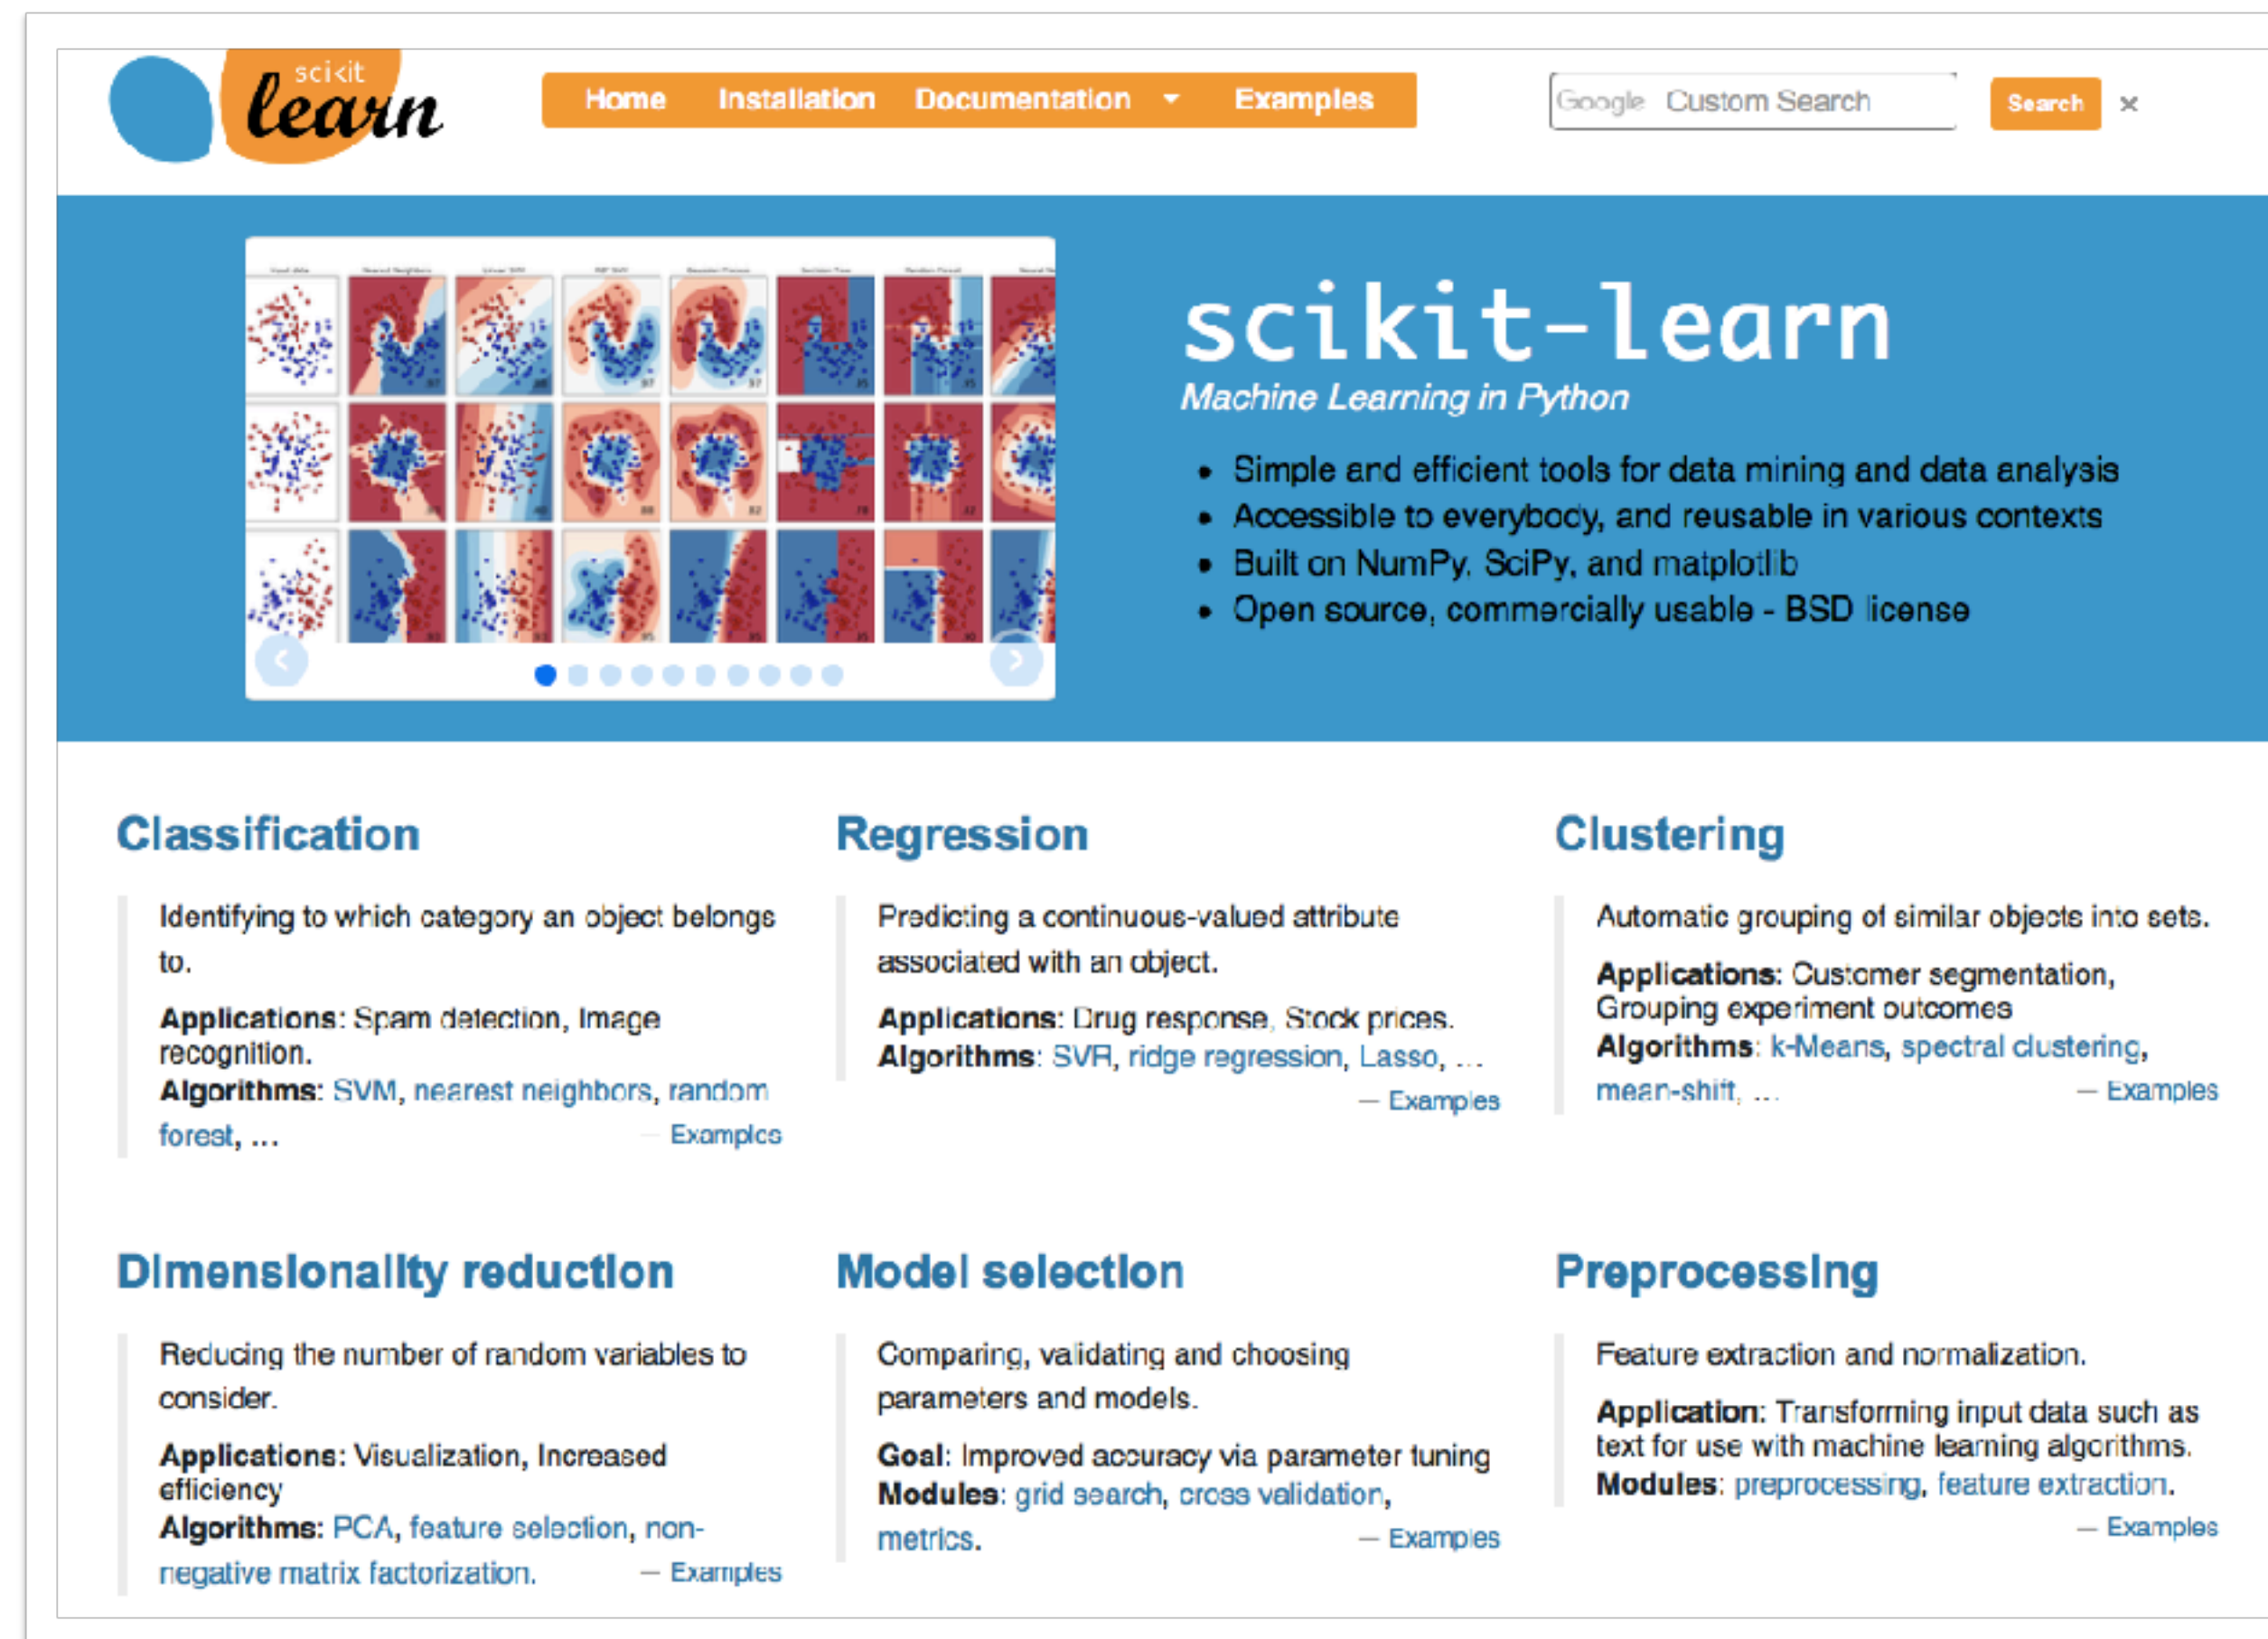 scikit
learn
Home Installation Documentation Examples
Google Custom Search
Search ×
scikit-learn
Machine Learning in Python
• Simple and efficient tools for data mining and data analysis
• Accessible to everybody, and reusable in various contexts
• Built on NumPy, SciPy, and matplotlib
• Open source, commercially usable - BSD license
Classification
Identifying to which category an object belongs
to.
Applications: Spam detection, Image
recognition.
Algorithms: SVM, nearest neighbors, random
forest, ... — Examples
Regression
Predicting a continuous-valued attribute
associated with an object.
Applications: Drug response, Stock prices.
Algorithms: SVR, ridge regression, Lasso, ...
— Examples
Clustering
Automatic grouping of similar objects into sets.
Applications: Customer segmentation,
Grouping experiment outcomes
Algorithms: k-Means, spectral clustering,
mean-shift, ... — Examples
Dimensionality reduction
Reducing the number of random variables to
consider.
Applications: Visualization, Increased
efficiency
Algorithms: PCA, feature selection, non-
negative matrix factorization. — Examples
Model selection
Comparing, validating and choosing
parameters and models.
Goal: Improved accuracy via parameter tuning
Modules: grid search, cross validation,
metrics. — Examples
Preprocessing
Feature extraction and normalization.
Application: Transforming input data such as
text for use with machine learning algorithms.
Modules: preprocessing, feature extraction.
— Examples